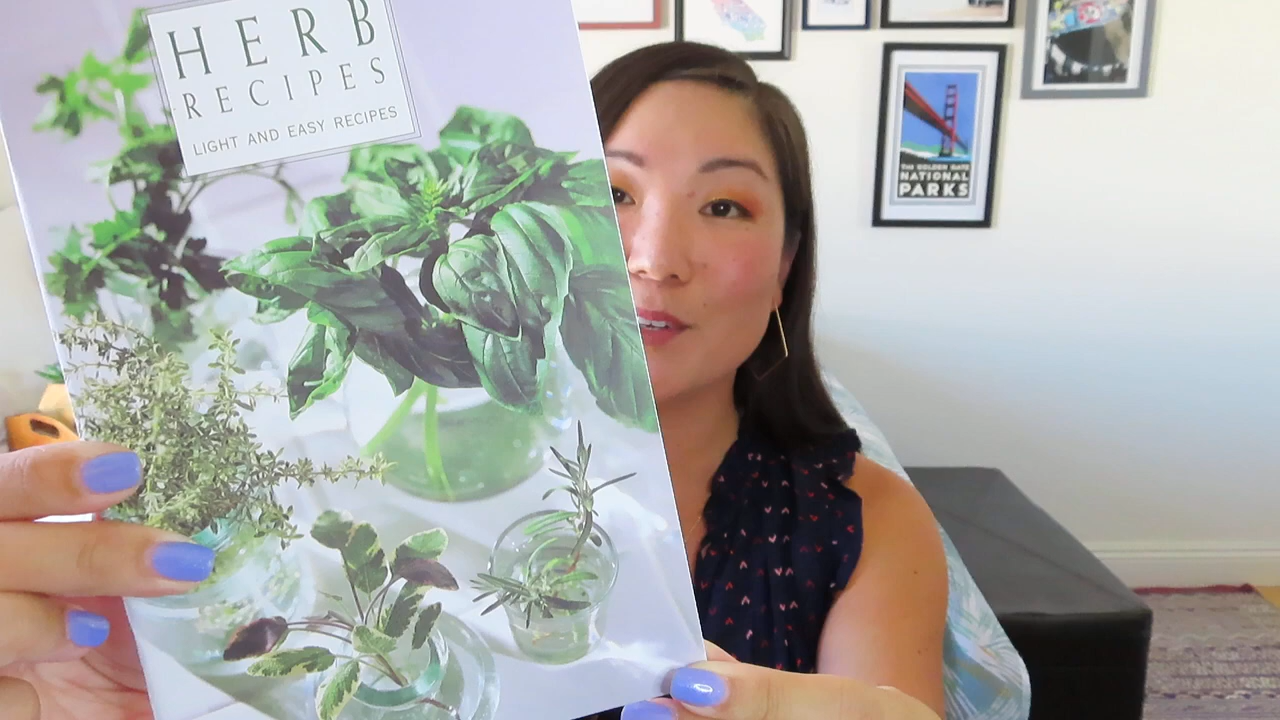 HERB
RECIPES
LIGHT AND EASY RECIPES
THE GOLDEN GATE
NATIONAL
PARKS